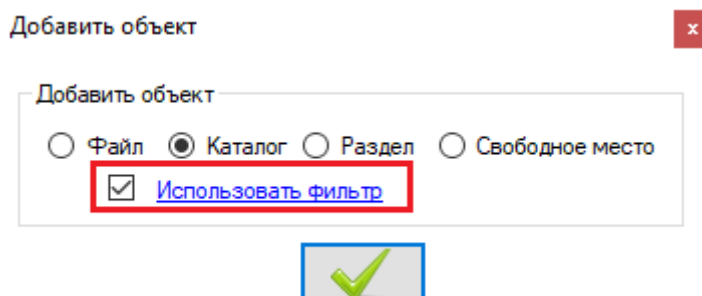 Добавить объект
x
Добавить объект
Файл Каталог Раздел Свободное место
Использовать фильтр